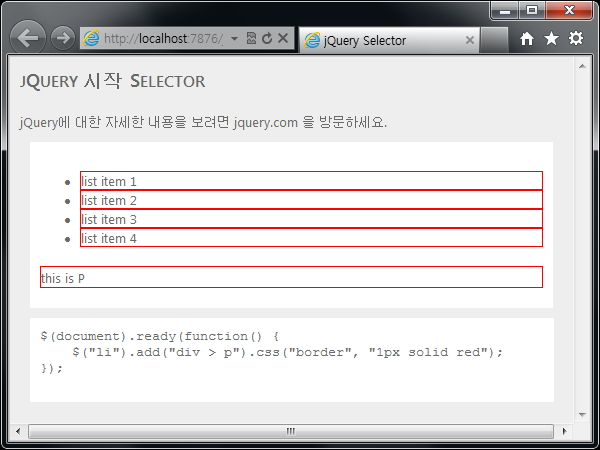 http://localhost:7876/
jQuery Selector
JQUERY 시작 SELECTOR
jQuery에 대한 자세한 내용을 보려면 jquery.com 을 방문하세요.
list item 1
list item 2
list item 3
list item 4
this is P
$(document).ready(function() {
    $("li").add("div > p").css("border", "1px solid red");
});